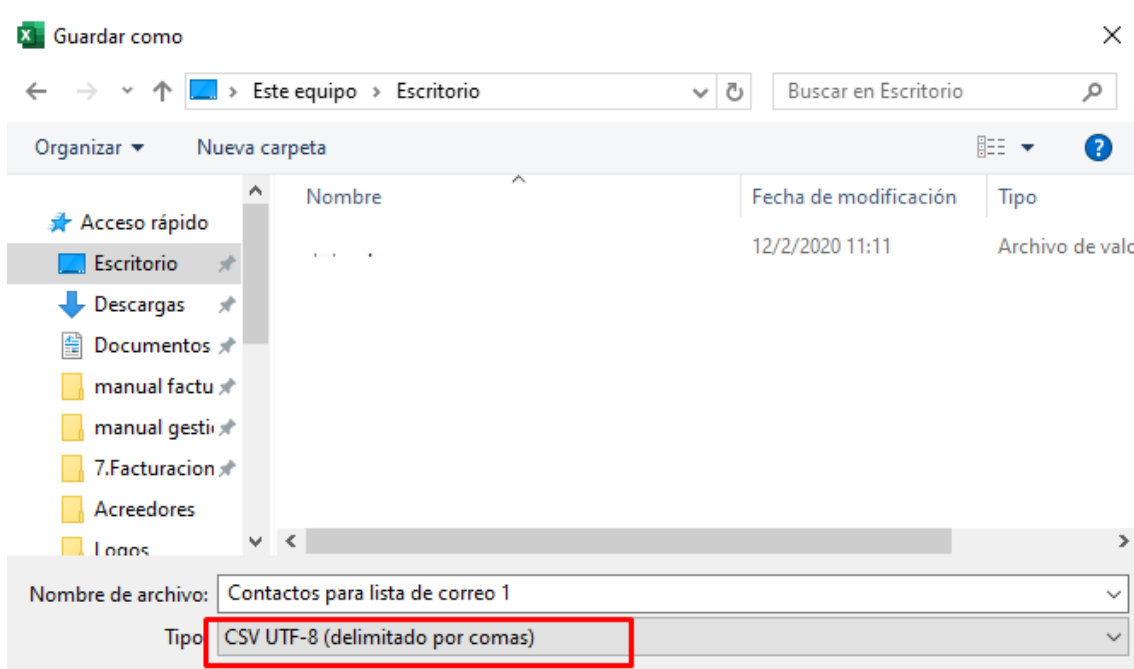 Guardar como
Este equipo > Escritorio
Buscar en Escritorio
Organizar
Nueva carpeta
Nombre
Fecha de modificación
Tipo
Acceso rápido
12/2/2020 11:11
Archivo de valo
Escritorio
Descargas
Documentos
manual factu
manual gesti
7.Facturacion
Acreedores
Logos
Nombre de archivo:
Contactos para lista de correo 1
Tipo
CSV UTF-8 (delimitado por comas)